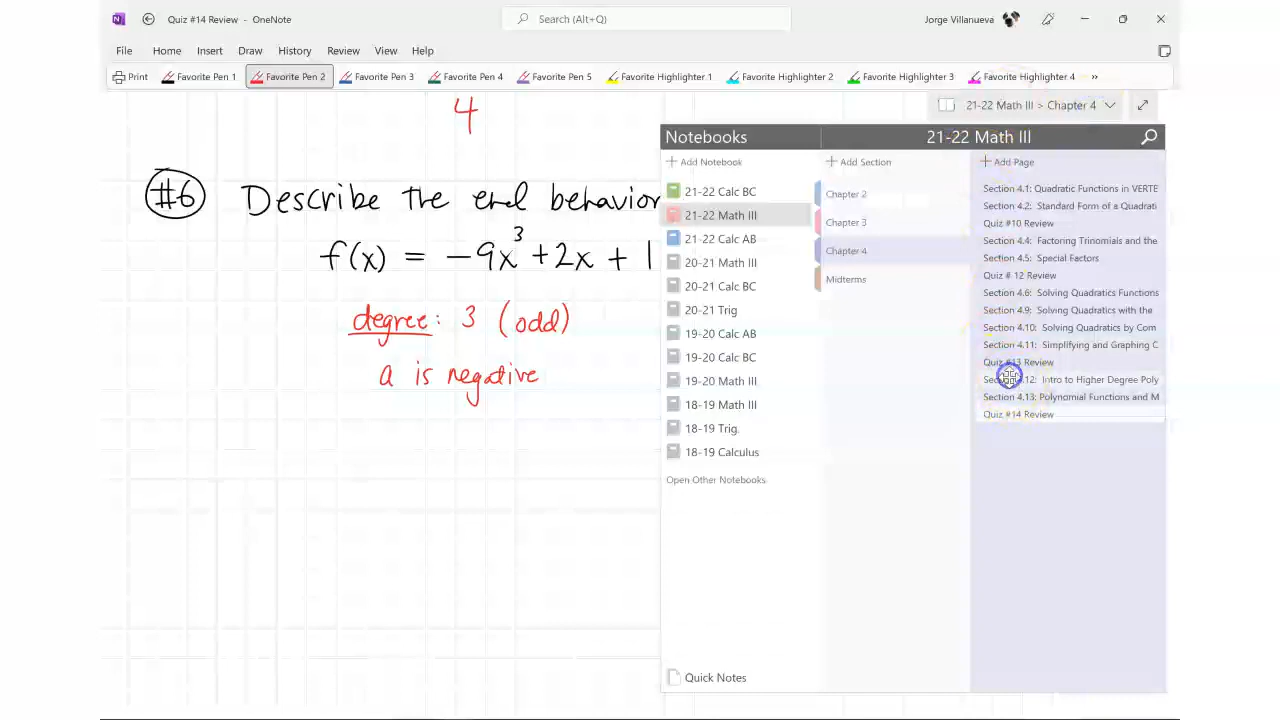 Quiz #14 Review - OneNote
Search (Alt+Q)
Jorge Villanueva
File Home Insert Draw History Review View Help
Print Favorite Pen 1 Favorite Pen 2 Favorite Pen 3 Favorite Pen 4 Favorite Pen 5 Favorite Highlighter 1 Favorite Highlighter 2 Favorite Highlighter 3 Favorite Highlighter 4 »
4
#6 Describe the end behavior
f(x) = -9x³ + 2x + 1
degree: 3 (odd)
a is negative
21-22 Math III > Chapter 4
Notebooks
21-22 Math III
+ Add Notebook
21-22 Calc BC
21-22 Math III
21-22 Calc AB
20-21 Math III
20-21 Calc BC
20-21 Trig
19-20 Calc AB
19-20 Calc BC
19-20 Math III
18-19 Math III
18-19 Trig.
18-19 Calculus
Open Other Notebooks
Quick Notes
+ Add Section
Chapter 2
Chapter 3
Chapter 4
Midterms
+ Add Page
Section 4.1: Quadratic Functions in VERTE
Section 4.2: Standard Form of a Quadrati
Quiz #10 Review
Section 4.4: Factoring Trinomials and the
Section 4.5: Special Factors
Quiz # 12 Review
Section 4.6: Solving Quadratics Functions
Section 4.9: Solving Quadratics with the
Section 4.10: Solving Quadratics by Com
Section 4.11: Simplifying and Graphing C
Quiz #13 Review
4.12: Intro to Higher Degree Poly
Section 4.13: Polynomial Functions and M
Quiz #14 Review